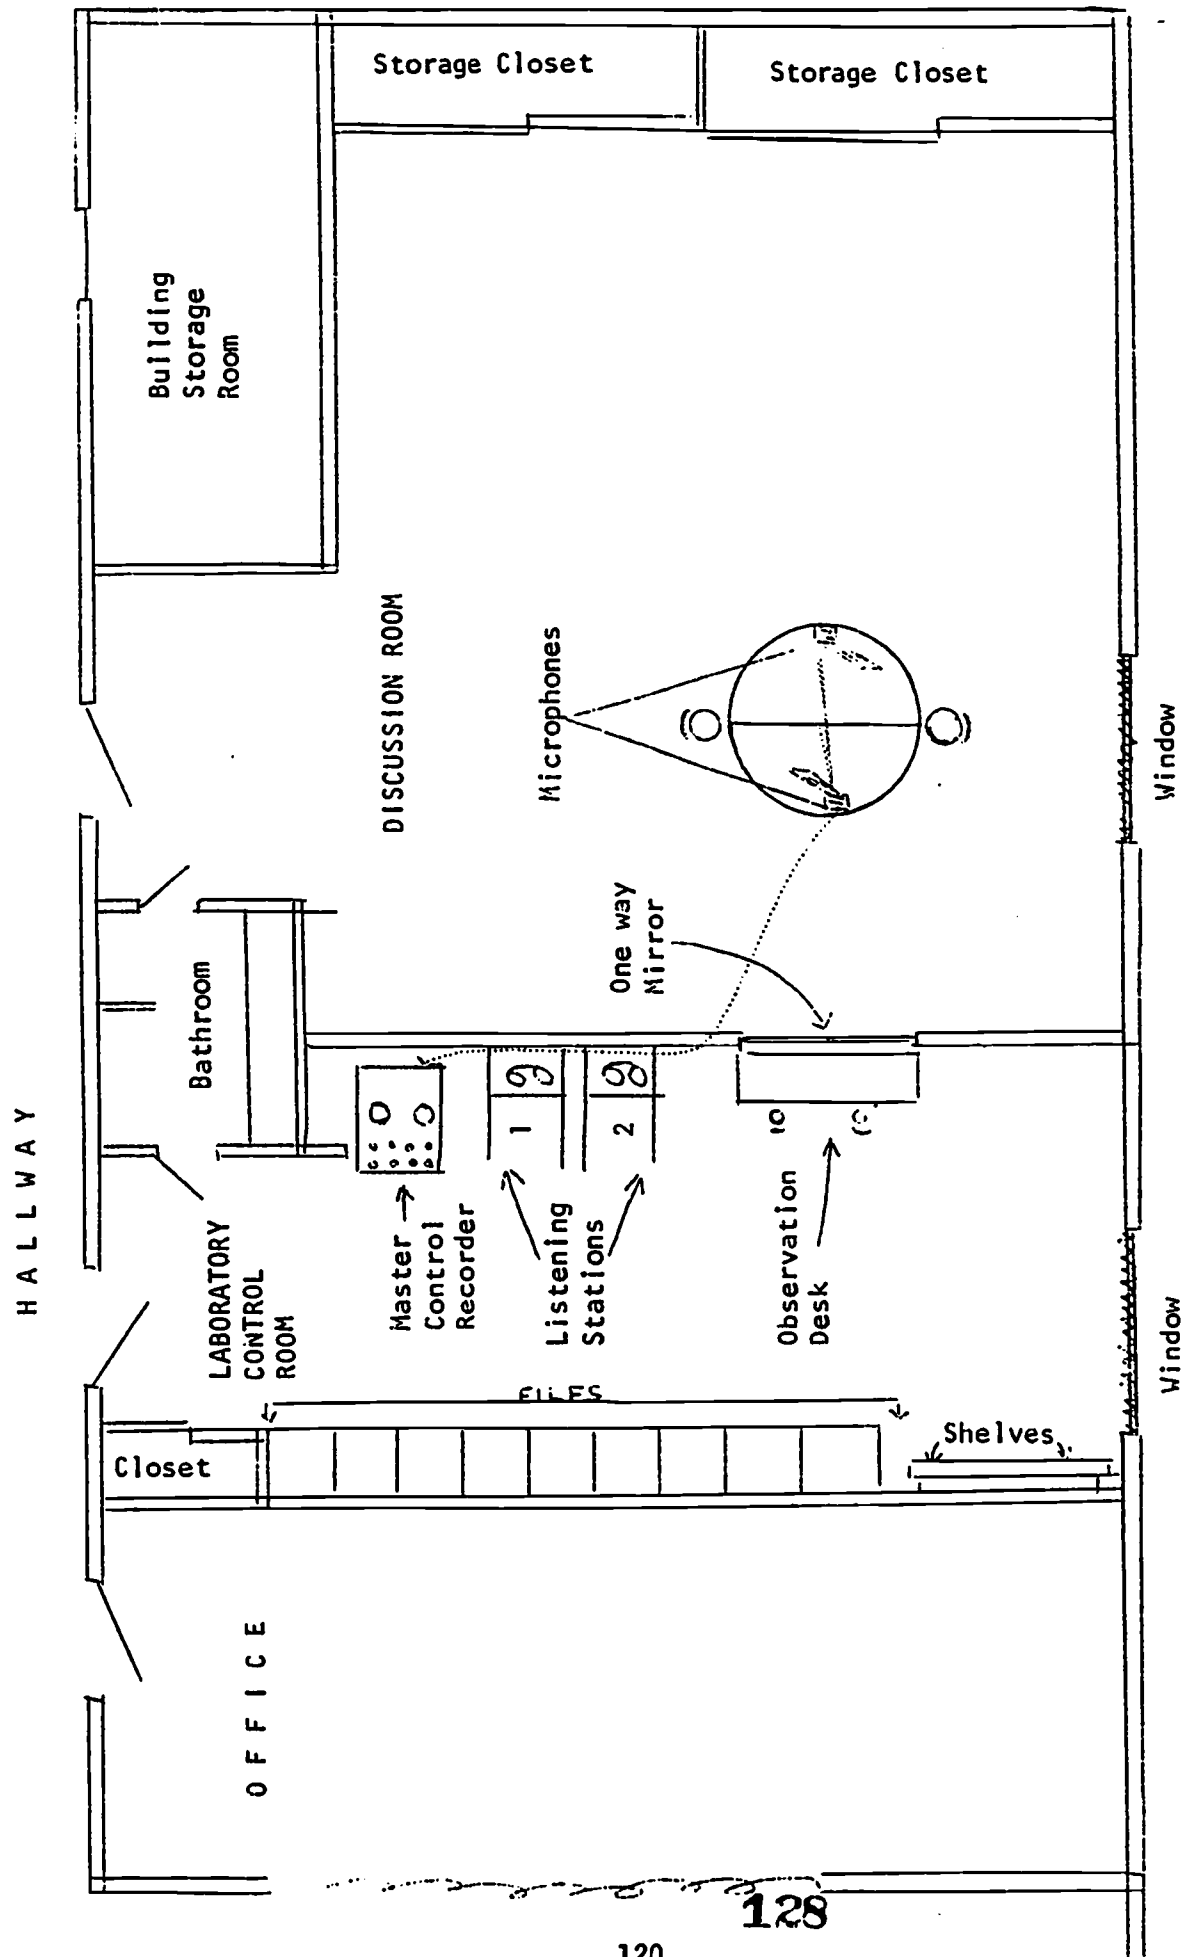 Storage Closet
Storage Closet
Building
Storage
Room
DISCUSSION ROOM
Microphones
Window
One way
Mirror
Bathroom
HALLWAY
1
2
LABORATORY
CONTROL
ROOM
Master
Control
Recorder
Listening
Stations
Observation
Desk
Window
FILES
Closet
Shelves
OFFICE
128
120